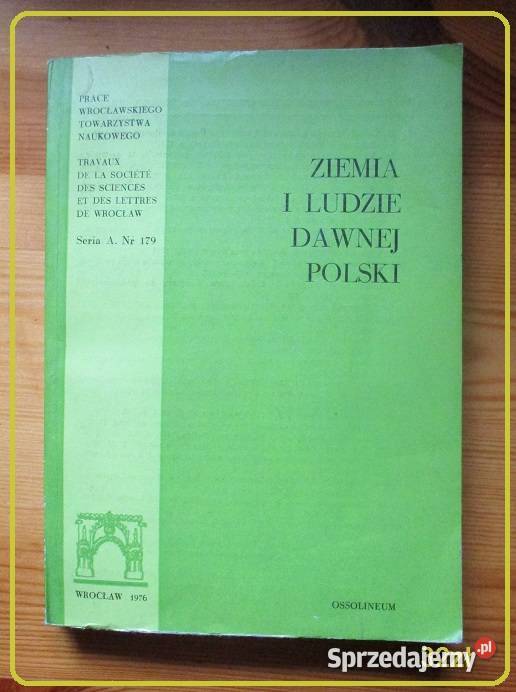 PRACE
WROCŁAWSKIEGO
TOWARZYSTWA
NAUKOWEGO
TRAVAUX
DE LA SOCIÉTÉ
DES SCIENCES
ET DES LETTRES
DE WROCŁAW
Seria A. Nr 179
ZIEMIA
I LUDZIE
DAWNEJ
POLSKI
WROCŁAW 1976
OSSOLINEUM
Sprzedajemy.pl